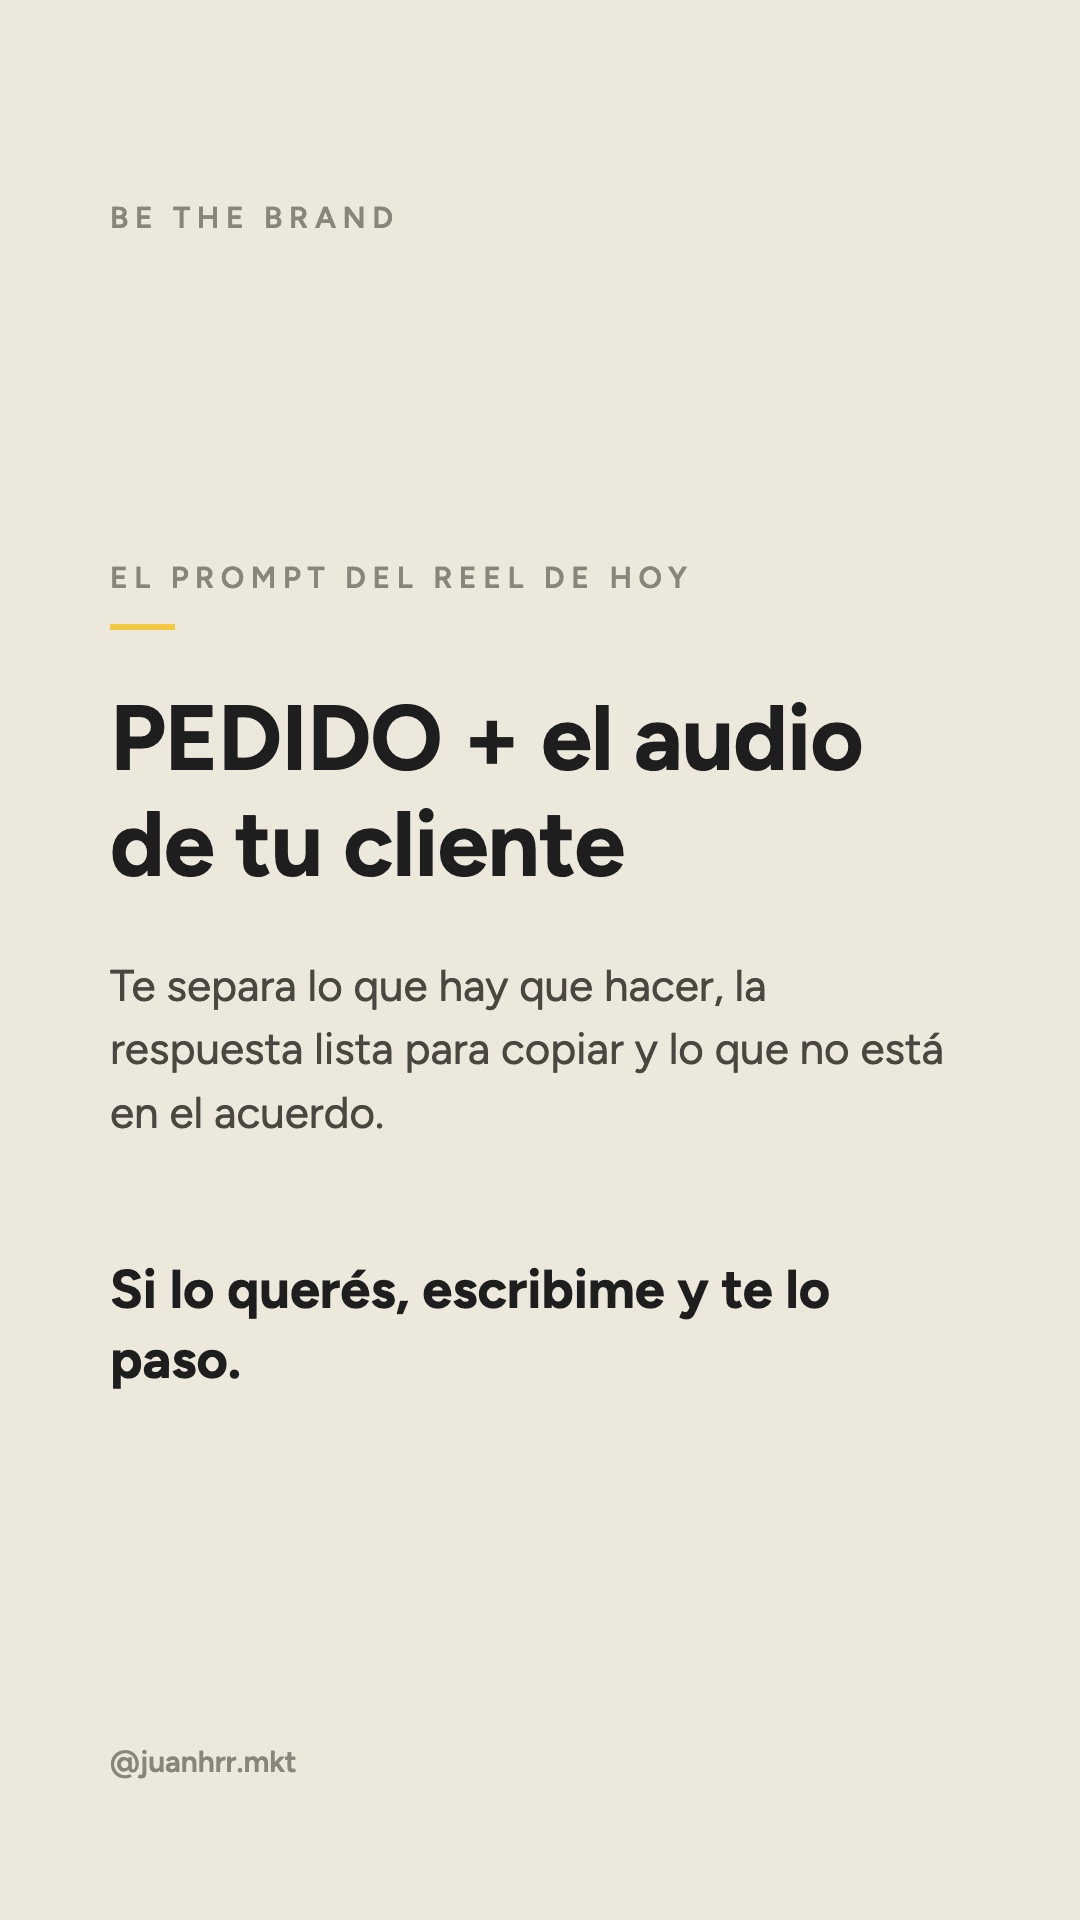 BE THE BRAND
EL PROMPT DEL REEL DE HOY
PEDIDO + el audio
de tu cliente
Te separa lo que hay que hacer, la
respuesta lista para copiar y lo que no está
en el acuerdo.
Si lo querés, escribime y te lo
paso.
@juanhrr.mkt